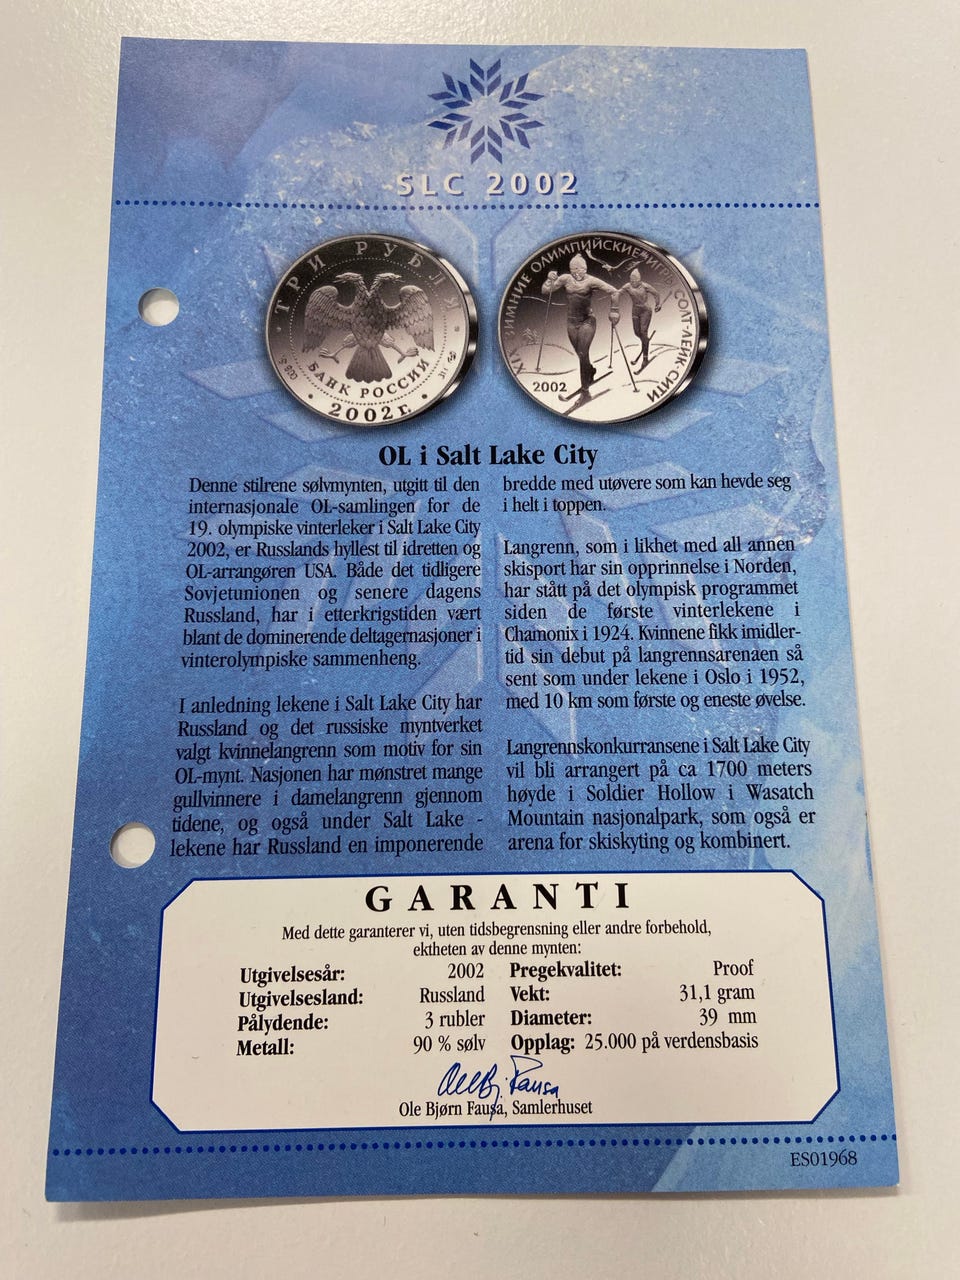 SLC 2002
ТРИ РУБЛЯ
БАНК РОССИИ
2002 г.
XIX ЗИМНИЕ ОЛИМПИЙСКИЕ ИГРЫ СОЛТ-ЛЕЙК-СИТИ
2002
OL i Salt Lake City
Denne stilrene sølvmynten, utgitt til den
internasjonale OL-samlingen for de
19. olympiske vinterleker i Salt Lake City
2002, er Russlands hyllest til idretten og
OL-arrangøren USA. Både det tidligere
Sovjetunionen og senere dagens
Russland, har i etterkrigstiden vært
blant de dominerende deltagernasjoner i
vinterolympiske sammenheng.
I anledning lekene i Salt Lake City har
Russland og det russiske myntverket
valgt kvinnelangrenn som motiv for sin
OL-mynt. Nasjonen har mønstret mange
gullvinnere i damelangrenn gjennom
tidene, og også under Salt Lake -
lekene har Russland en imponerende
bredde med utøvere som kan hevde seg
i helt i toppen.
Langrenn, som i likhet med all annen
skisport har sin opprinnelse i Norden,
har stått på det olympisk programmet
siden de første vinterlekene i
Chamonix i 1924. Kvinnene fikk imidler-
tid sin debut på langrennsarenaen så
sent som under lekene i Oslo i 1952,
med 10 km som første og eneste øvelse.
Langrennskonkurransene i Salt Lake City
vil bli arrangert på ca 1700 meters
høyde i Soldier Hollow i Wasatch
Mountain nasjonalpark, som også er
arena for skiskyting og kombinert.
GARANTI
Med dette garanterer vi, uten tidsbegrensning eller andre forbehold,
ektheten av denne mynten:
Utgivelsesår: 2002 Pregekvalitet: Proof
Utgivelsesland: Russland Vekt: 31,1 gram
Pålydende: 3 rubler Diameter: 39 mm
Metall: 90 % sølv Opplag: 25.000 på verdensbasis
Ole Bj. Fausa
Ole Bjørn Fausa, Samlerhuset
ES01968